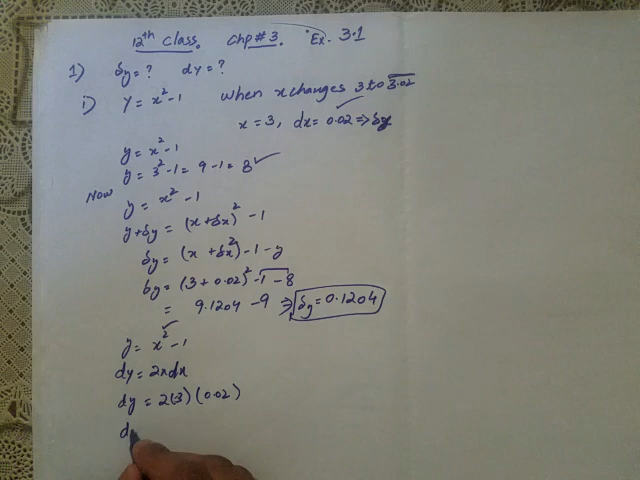 12th Class. Chp#3. Ex. 3.1
1) δy=? dy=?
i) Y = x² -1 when x changes 3 to 3.02
x = 3, dx = 0.02 ⇒ δx
y = x² -1
y = 3² -1 = 9 -1 = 8 ✓
Now y = x² -1
y+δy = (x+δx)² -1
δy = (x +δx²) -1 -y
δy = (3 + 0.02)² -1 -8
= 9.1204 -9 ⇒ δy = 0.1204
y = x² -1
dy = 2xdx
dy = 2(3) (0.02)
d